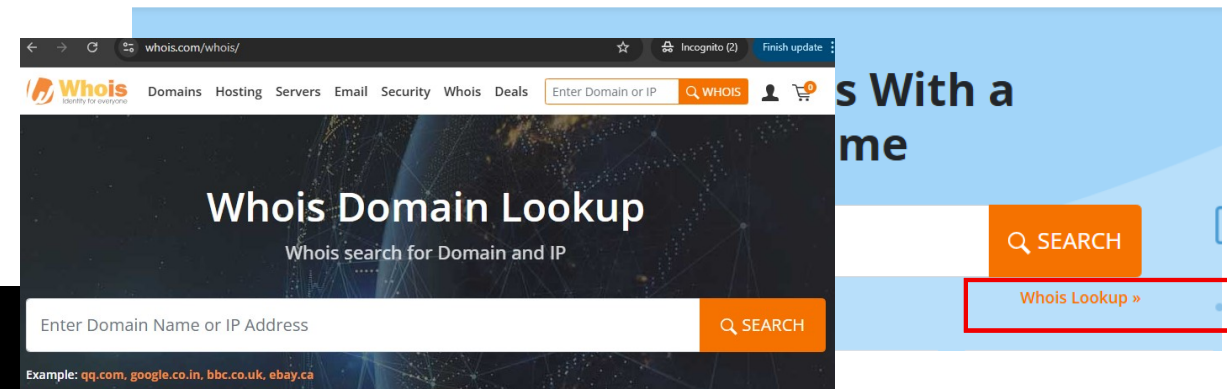 whois.com/whois/
Incognito (2)
Finish update
Whois
Identity for everyone
Domains Hosting Servers Email Security Whois Deals
Enter Domain or IP
WHOIS
0
Whois Domain Lookup
Whois search for Domain and IP
Enter Domain Name or IP Address
SEARCH
Example: qq.com, google.co.in, bbc.co.uk, ebay.ca
s With a
me
SEARCH
Whois Lookup »